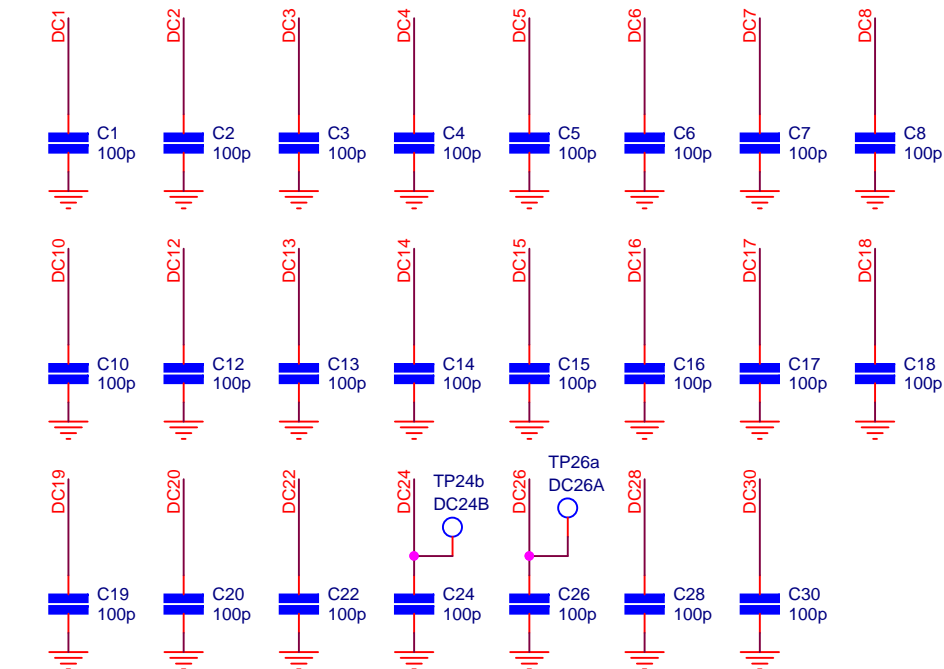 DC1
DC2
DC3
DC4
DC5
DC6
DC7
DC8
C1
100p
C2
100p
C3
100p
C4
100p
C5
100p
C6
100p
C7
100p
C8
100p
DC10
DC12
DC13
DC14
DC15
DC16
DC17
DC18
C10
100p
C12
100p
C13
100p
C14
100p
C15
100p
C16
100p
C17
100p
C18
100p
DC19
DC20
DC22
DC24
TP24b
DC24B
DC26
TP26a
DC26A
DC28
DC30
C19
100p
C20
100p
C22
100p
C24
100p
C26
100p
C28
100p
C30
100p